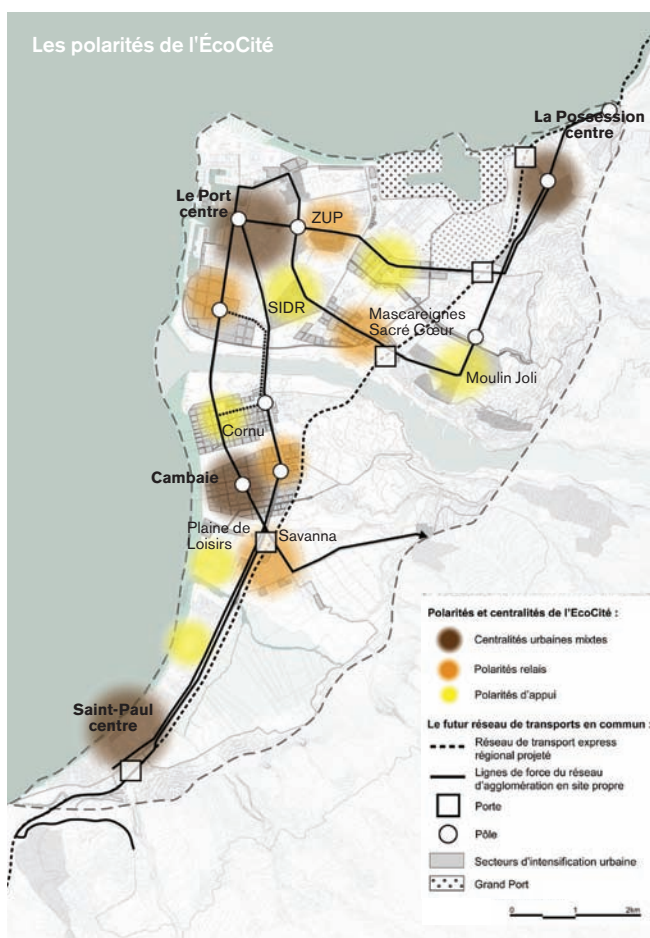 Les polarités de l'ÉcoCité
La Possession
centre
Le Port
centre
ZUP
SIDR
Mascareignes
Sacré Cœur
Moulin Joli
Cornu
Cambaie
Plaine de
Loisirs
Savanna
Saint-Paul
centre
Polarités et centralités de l'EcoCité :
Centralités urbaines mixtes
Polarités relais
Polarités d'appui
Le futur réseau de transports en commun :
Réseau de transport express
régional projeté
Lignes de force du réseau
d'agglomération en site propre
Porte
Pôle
Secteurs d'intensification urbaine
Grand Port
0 1 2km